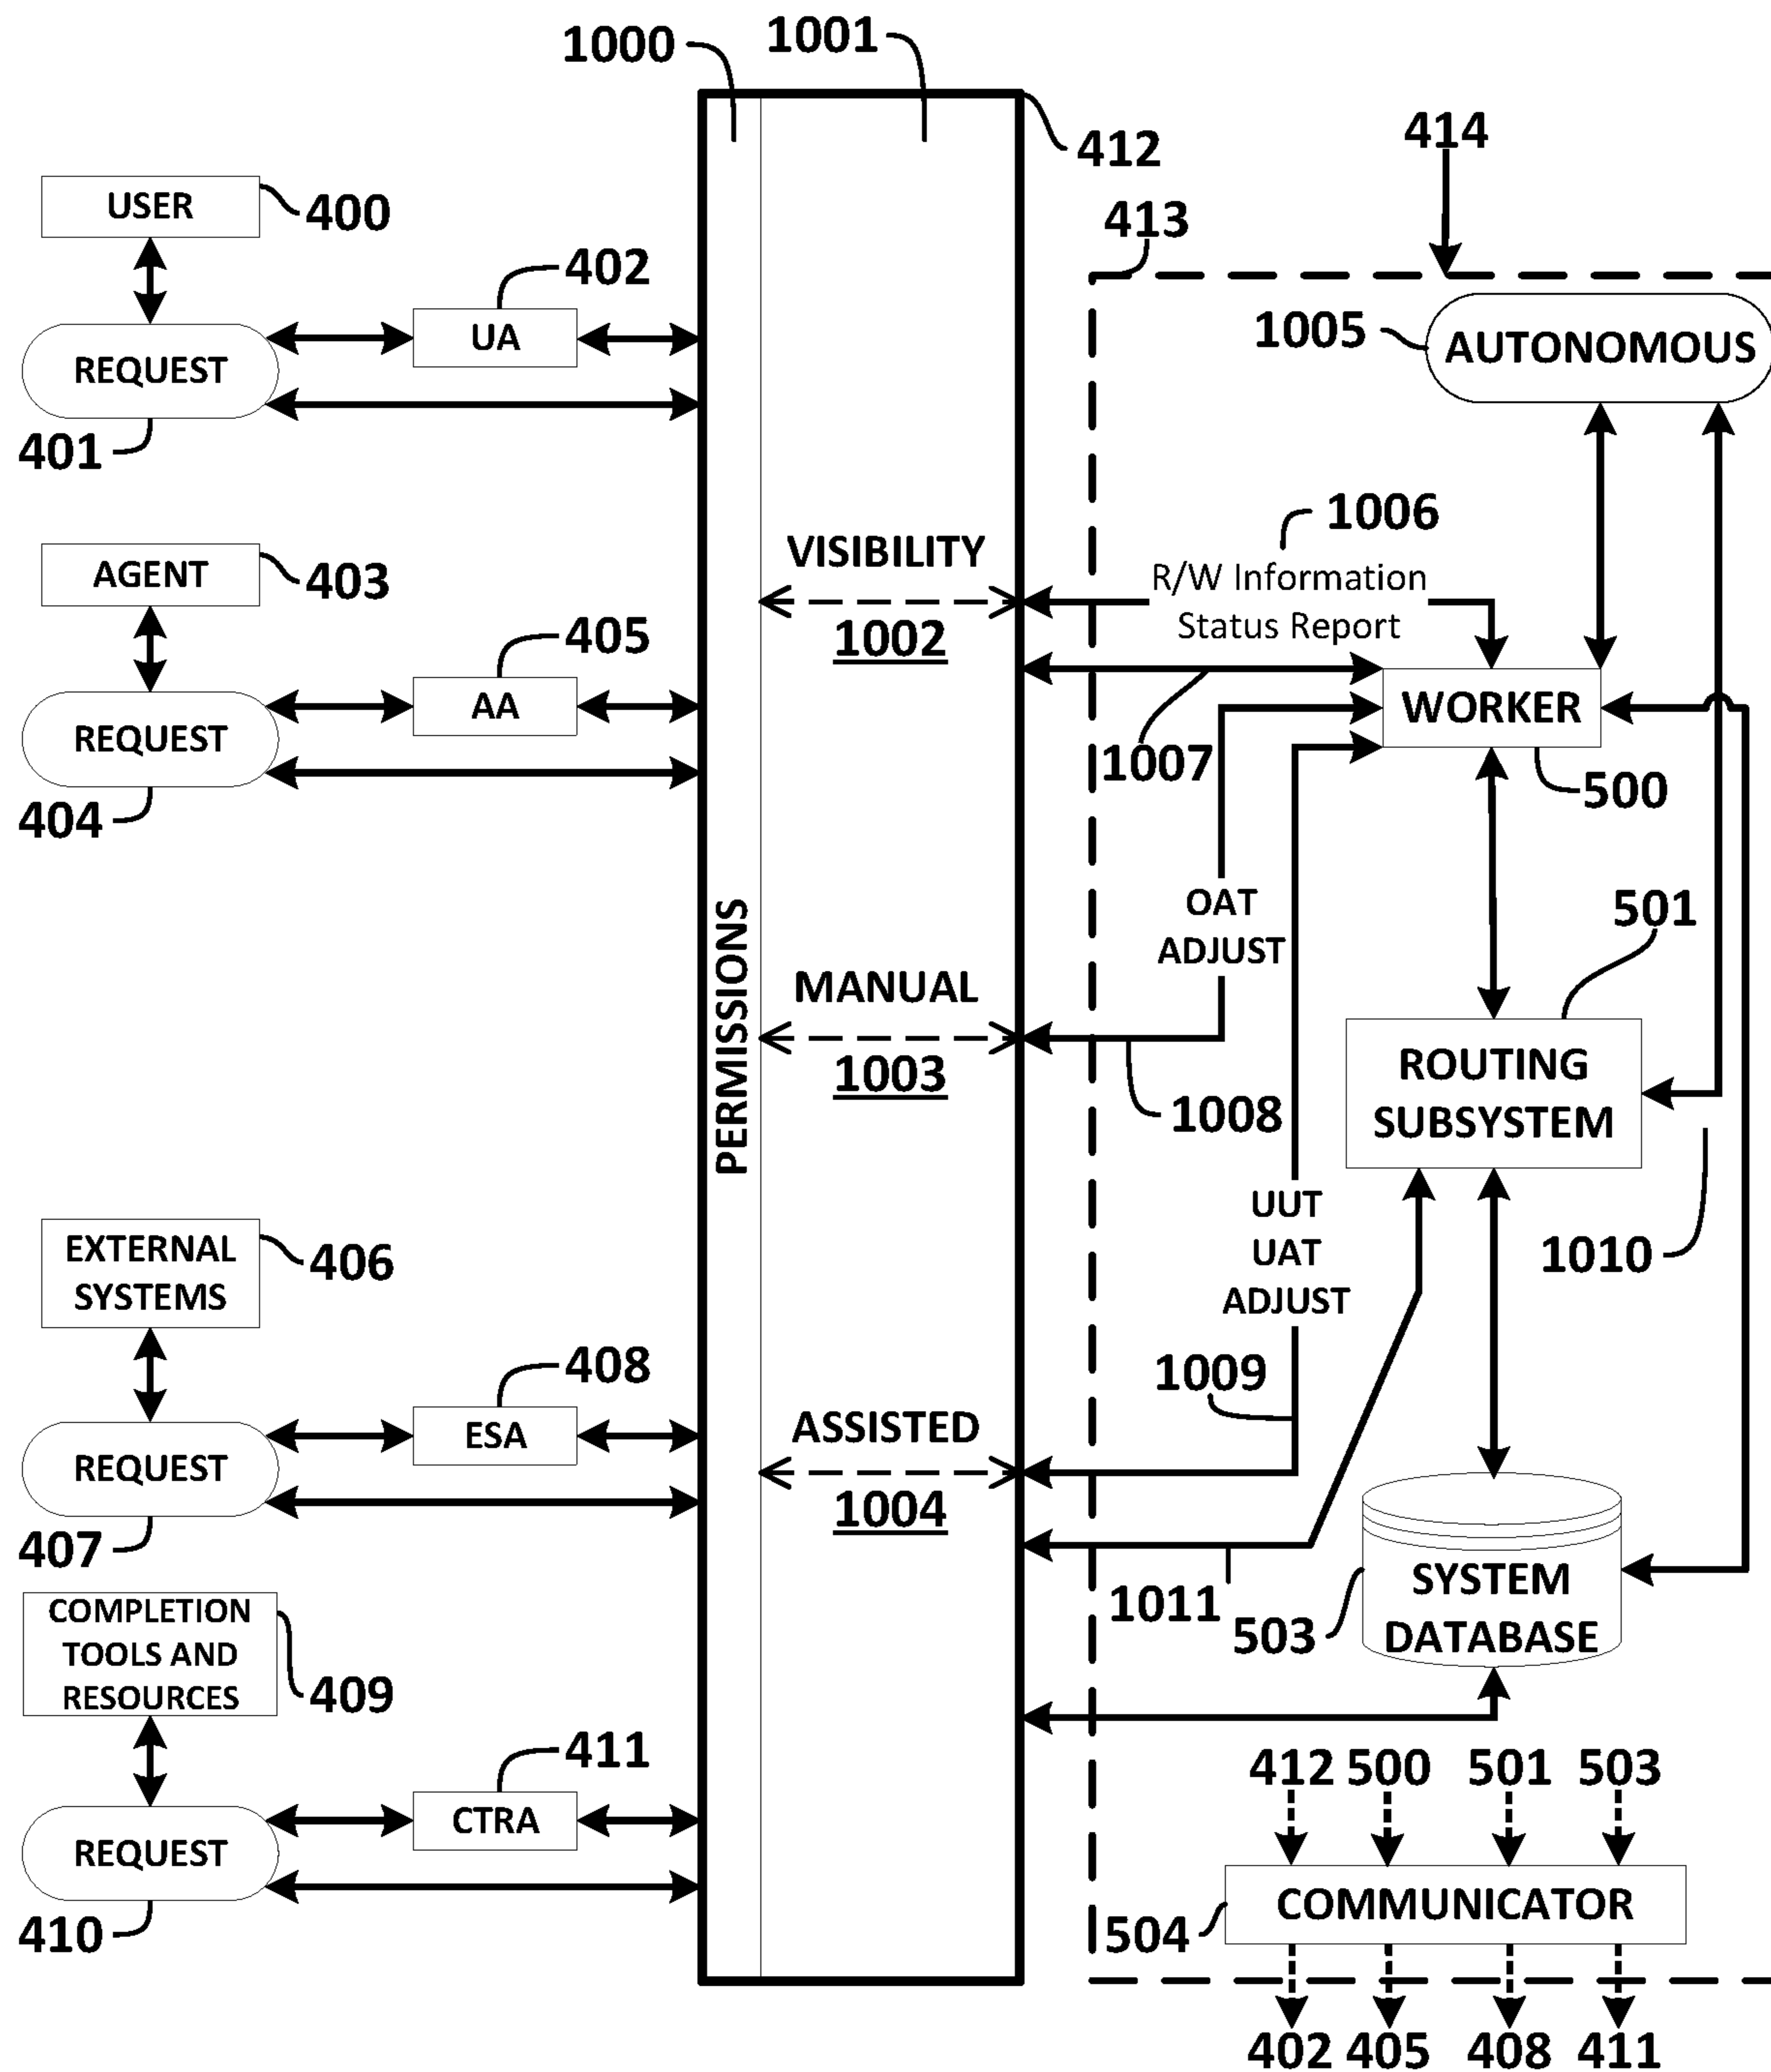 1000
1001
412
414
413
USER
400
402
UA
REQUEST
401
1005
AUTONOMOUS
1006
R/W Information
Status Report
AGENT
403
405
AA
REQUEST
404
VISIBILITY
1002
WORKER
1007
500
OAT
ADJUST
501
PERMISSIONS
MANUAL
1003
1008
ROUTING
SUBSYSTEM
UUT
UAT
ADJUST
1010
EXTERNAL
SYSTEMS
406
408
ESA
REQUEST
407
1009
ASSISTED
1004
1011
503
SYSTEM
DATABASE
COMPLETION
TOOLS AND
RESOURCES
409
411
CTRA
REQUEST
410
412 500 501 503
COMMUNICATOR
504
402 405 408 411